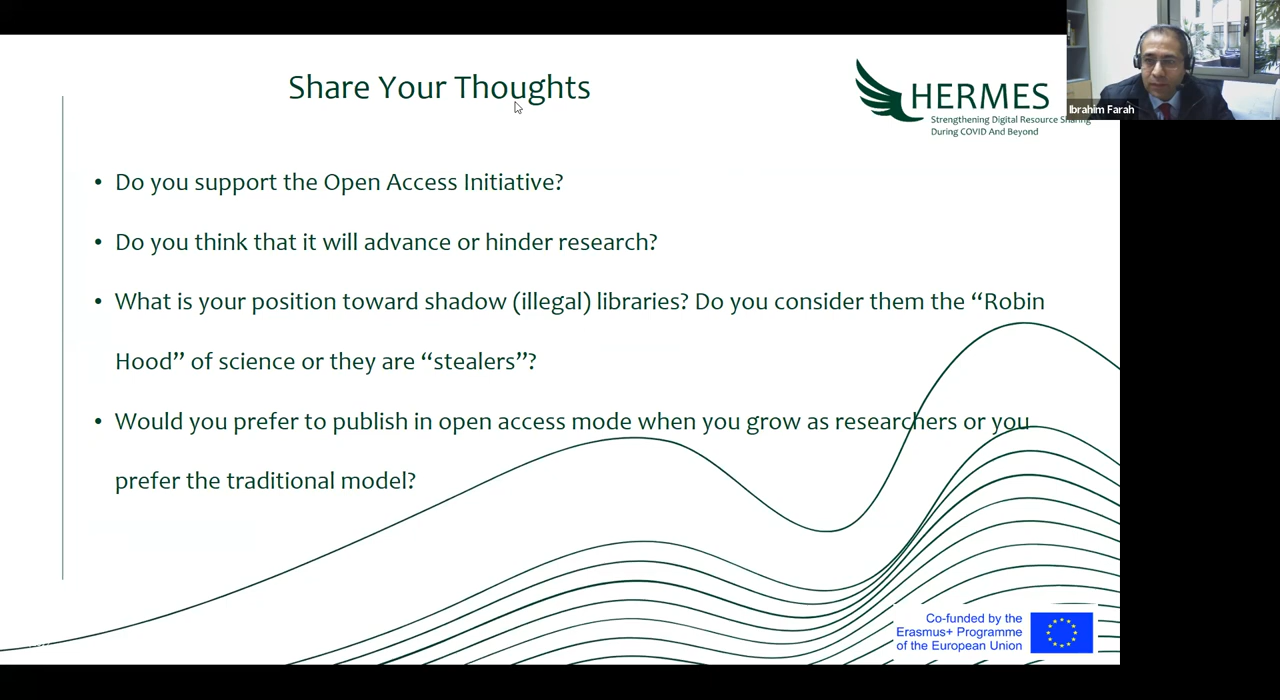 Share Your Thoughts
HERMES
Strengthening Digital Resource Sharing
During COVID And Beyond
Ibrahim Farah
• Do you support the Open Access Initiative?
• Do you think that it will advance or hinder research?
• What is your position toward shadow (illegal) libraries? Do you consider them the “Robin
Hood” of science or they are “stealers”?
• Would you prefer to publish in open access mode when you grow as researchers or you
prefer the traditional model?
Co-funded by the
Erasmus+ Programme
of the European Union